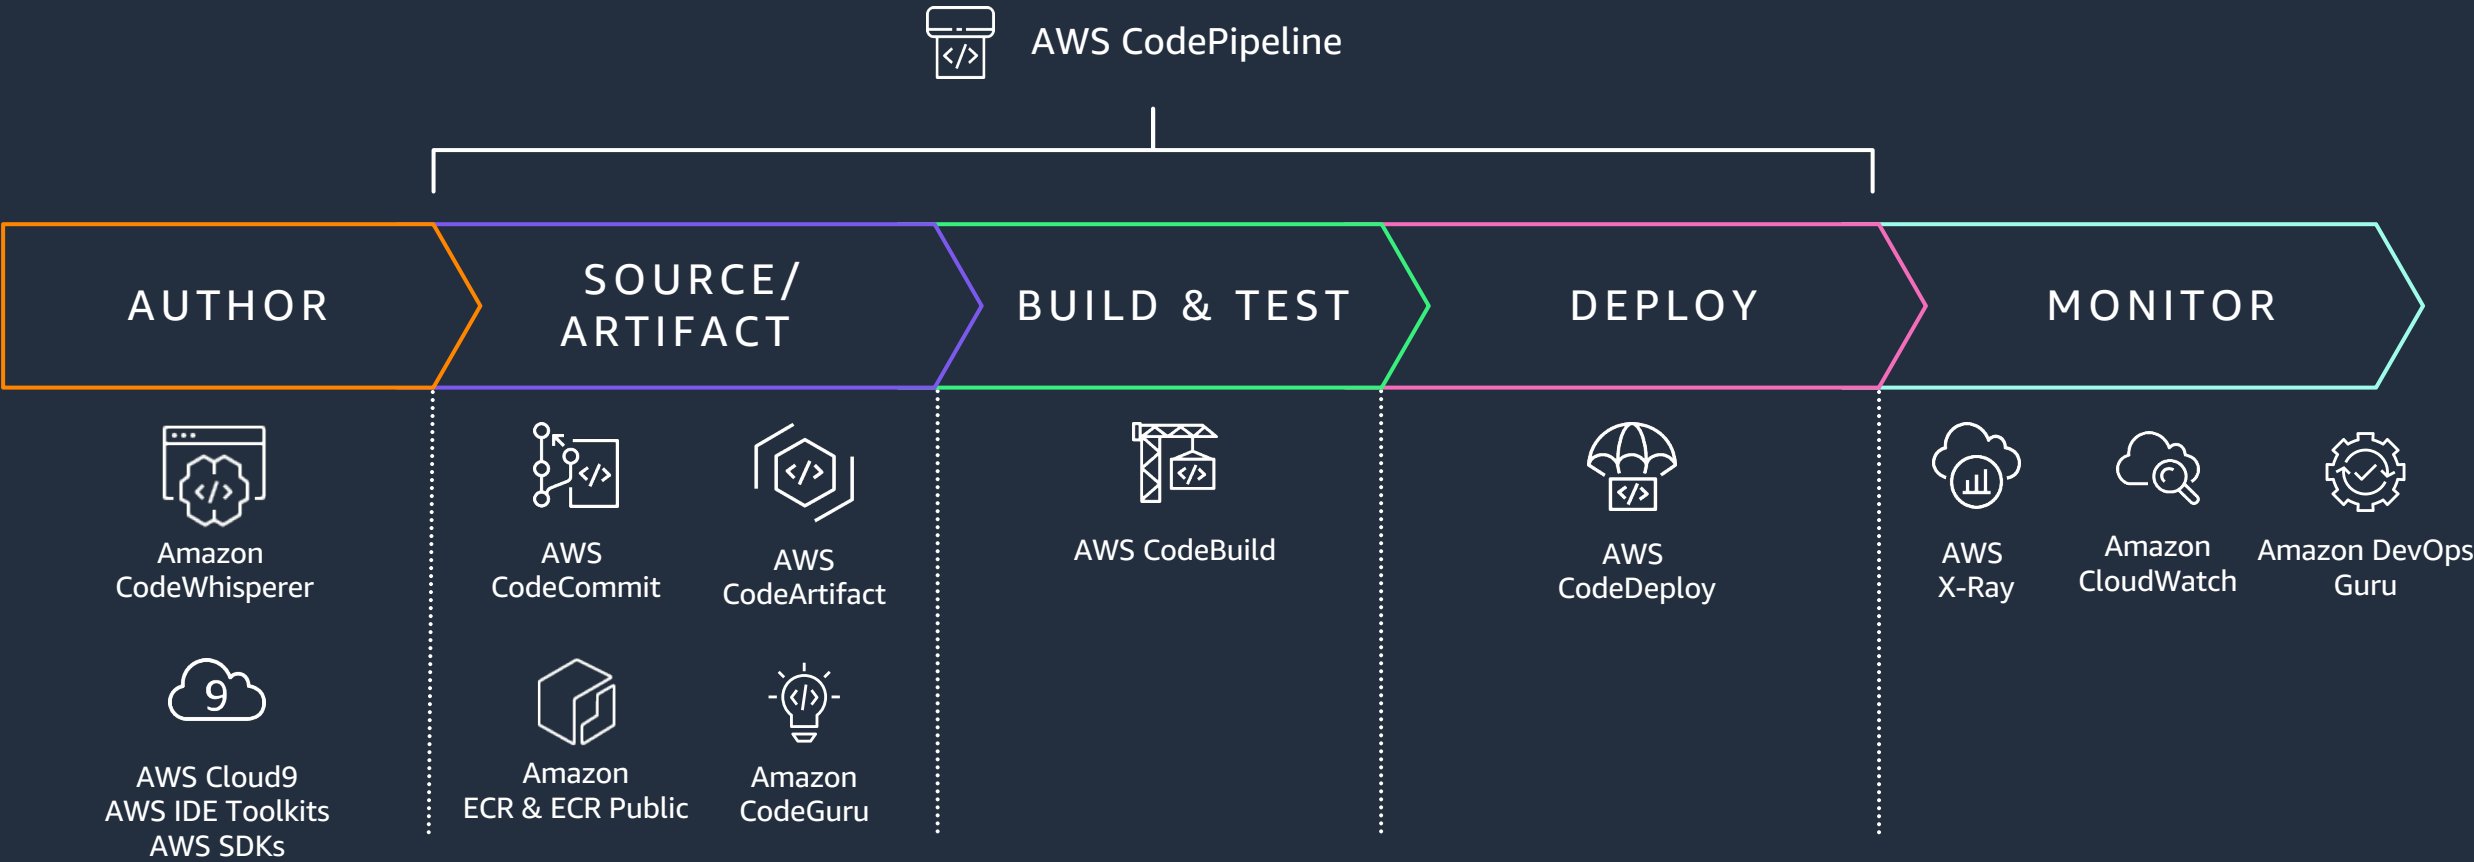 AWS CodePipeline
AUTHOR
SOURCE/
ARTIFACT
BUILD & TEST
DEPLOY
MONITOR
</>
Amazon
CodeWhisperer
9
AWS Cloud9
AWS IDE Toolkits
AWS SDKs
</>
AWS
CodeCommit
</>
AWS
CodeArtifact
Amazon
ECR & ECR Public
</>
Amazon
CodeGuru
</>
AWS CodeBuild
</>
AWS
CodeDeploy
AWS
X-Ray
Amazon
CloudWatch
Amazon DevOps
Guru
</>